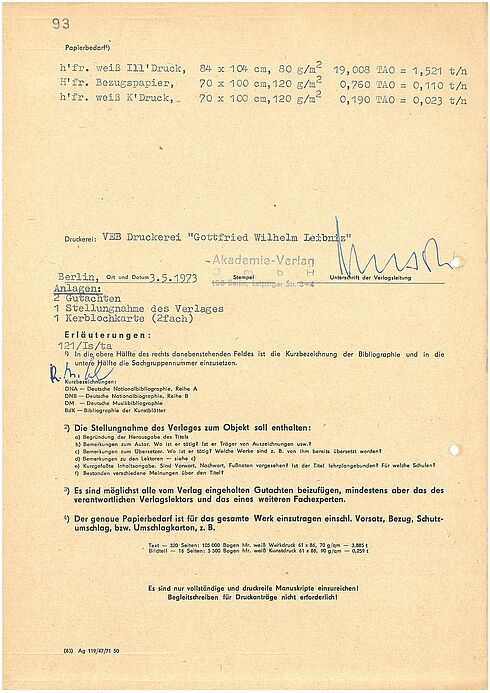 93
Papierbedarf⁴)
h'fr. weiß Ill'Druck, 84 x 104 cm, 80 g/m² 19,008 TAO = 1,521 t/n
H'fr. Bezugspapier, 70 x 100 cm,120 g/m² 0,760 TAO = 0,110 t/n
h'fr. weiß K'Druck, 70 x 100 cm,120 g/m² 0,190 TAO = 0,023 t/n
Druckerei: VEB Druckerei "Gottfried Wilhelm Leibniz"
Akademie-Verlag
G m b H
108 Berlin, Leipziger Str. 3-4
Berlin, Ort und Datum 3.5.1973 Stempel Unterschrift der Verlagsleitung
Anlagen:
2 Gutachten
1 Stellungnahme des Verlages
1 Kerblochkarte (2fach)
Erläuterungen:
121/Is/ta
¹) In die obere Hälfte des rechts danebenstehenden Feldes ist die Kurzbezeichnung der Bibliographie und in die
untere Hälfte die Sachgruppennummer einzusetzen.
Kurzbezeichnungen:
DNA — Deutsche Nationalbibliographie, Reihe A
DNB — Deutsche Nationalbibliographie, Reihe B
DM — Deutsche Musikbibliographie
BdK — Bibliographie der Kunstblätter
²) Die Stellungnahme des Verlages zum Objekt soll enthalten:
a) Begründung der Herausgabe des Titels
b) Bemerkungen zum Autor. Wo ist er tätig? Ist er Träger von Auszeichnungen usw.?
c) Bemerkungen zum Übersetzer. Wo ist er tätig? Welche Werke sind z. B. von ihm bereits übersetzt worden?
d) Bemerkungen zu den Lektoren — siehe c)
e) Kurzgefaßte Inhaltsangabe. Sind Vorwort, Nachwort, Fußnoten vorgesehen? Ist der Titel lehrplangebunden? Für welche Schulen?
f) Bestanden verschiedene Meinungen über den Titel?
³) Es sind möglichst alle vom Verlag eingeholten Gutachten beizufügen, mindestens aber das des
verantwortlichen Verlagslektors und das eines weiteren Fachexperten.
⁴) Der genaue Papierbedarf ist für das gesamte Werk einzutragen einschl. Vorsatz, Bezug, Schutz-
umschlag, bzw. Umschlagkarton, z. B.
Text — 320 Seiten: 105 000 Bogen hfr. weiß Werkdruck 61 x 86, 70 g/qm — 3,885 t
Bildteil — 16 Seiten: 5 500 Bogen hfr. weiß Kunstdruck 61 x 86, 90 g/qm — 0,259 t
Es sind nur vollständige und druckreife Manuskripte einzureichen!
Begleitschreiben für Druckanträge nicht erforderlich!
(83) Ag 119/47/71 50